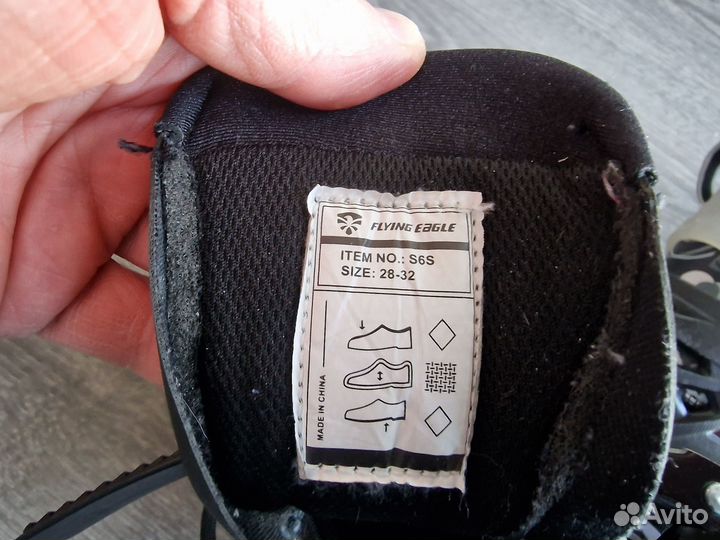 FLYING EAGLE
ITEM NO.: S6S
SIZE: 28-32
MADE IN CHINA
Avito